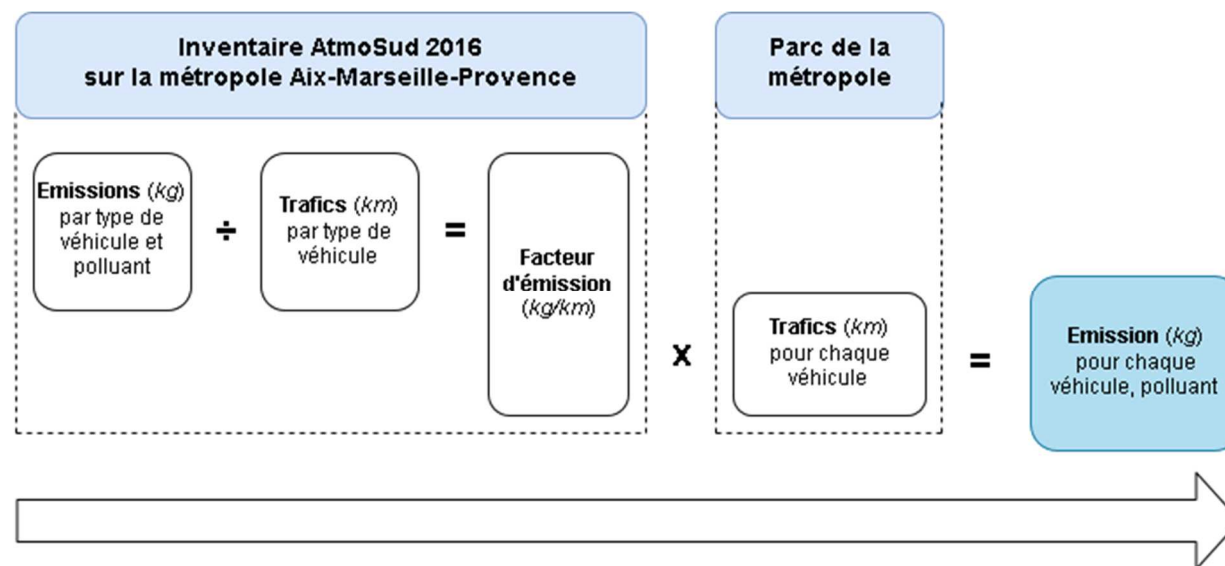 Inventaire AtmoSud 2016
sur la métropole Aix-Marseille-Provence
Parc de la
métropole
Emissions (kg)
par type de
véhicule et
polluant
÷
Trafics (km)
par type de
véhicule
=
Facteur
d'émission
(kg/km)
x
Trafics (km)
pour chaque
véhicule
=
Emission (kg)
pour chaque
véhicule, polluant